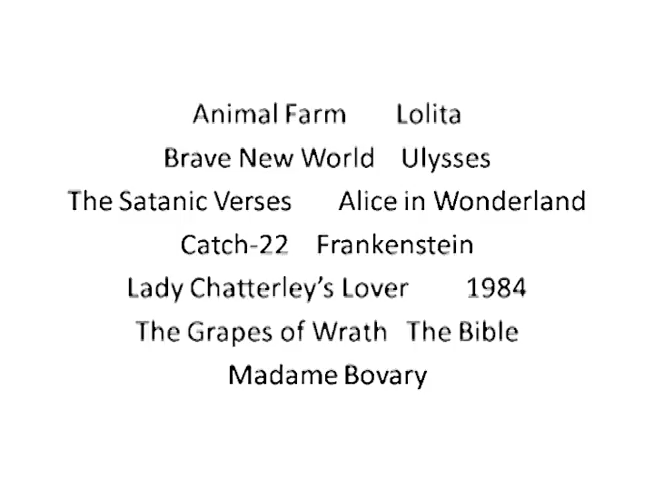 Animal Farm Lolita
Brave New World Ulysses
The Satanic Verses Alice in Wonderland
Catch-22 Frankenstein
Lady Chatterley’s Lover 1984
The Grapes of Wrath The Bible
Madame Bovary